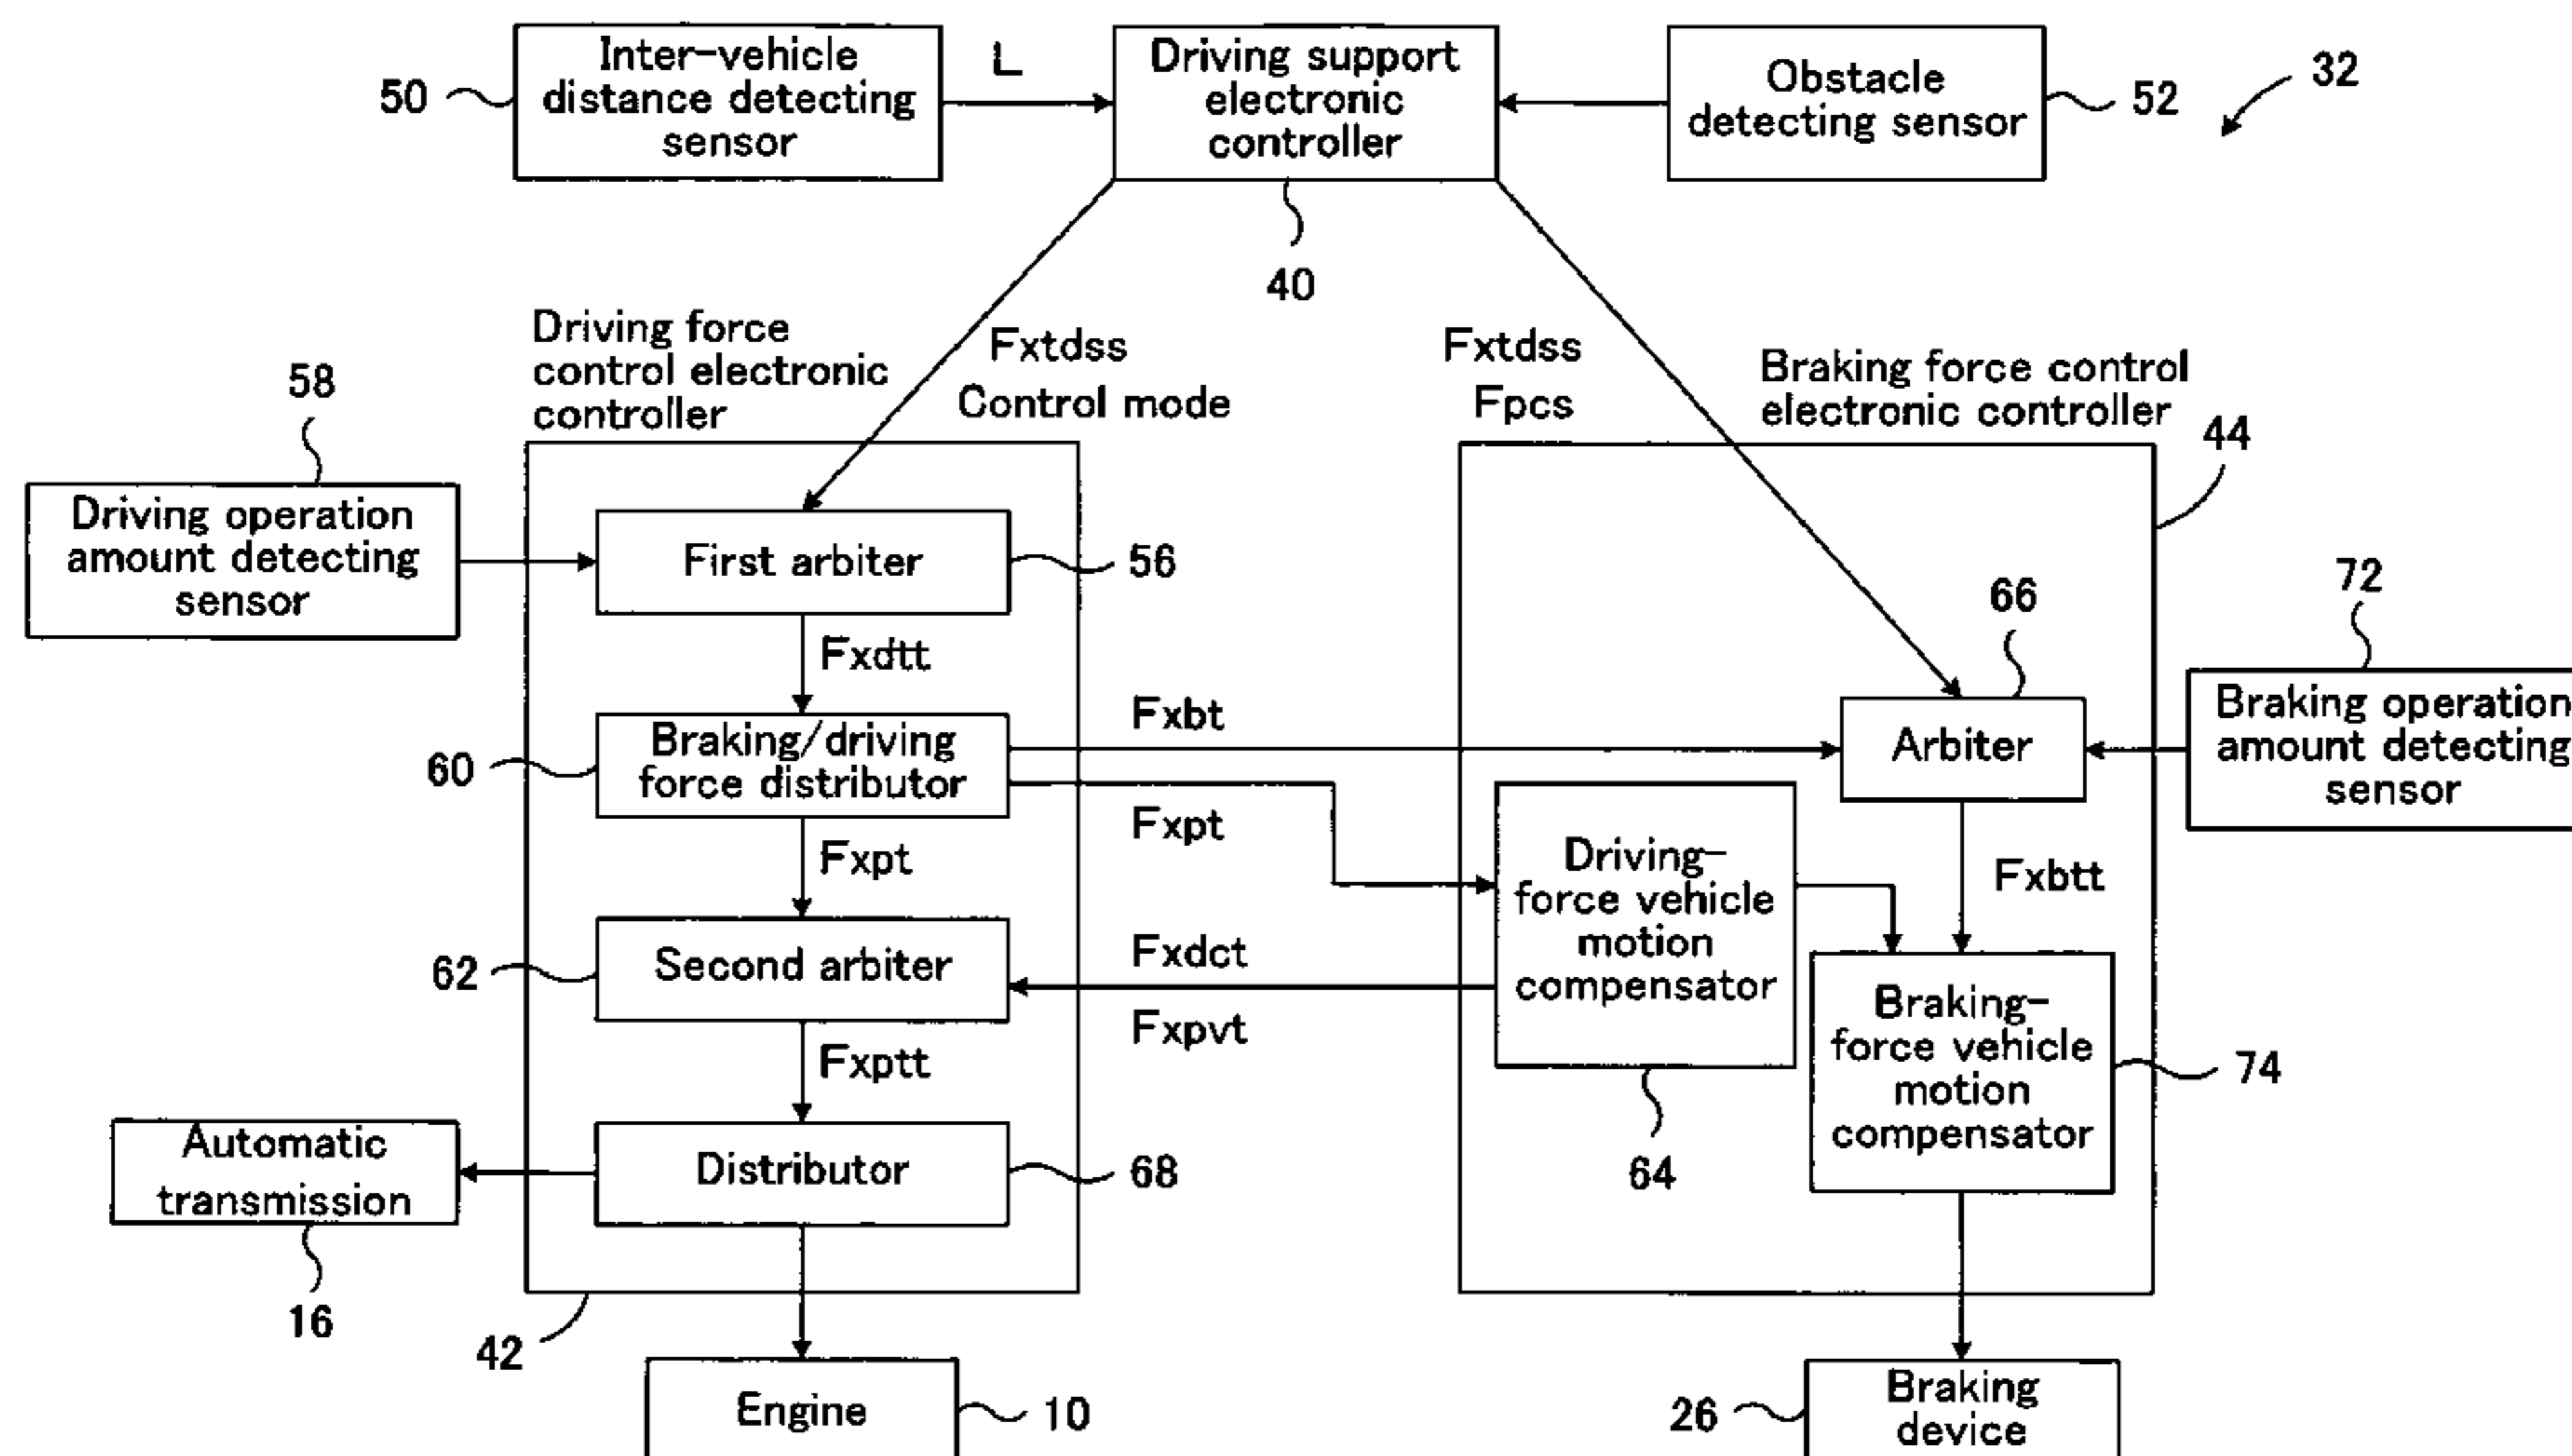 Inter-vehicle
distance detecting
sensor
50
L
Driving support
electronic
controller
40
Obstacle
detecting sensor
52
32
Driving force
control electronic
controller
Fxtdss
Control mode
Fxtdss
Fpcs
Braking force control
electronic controller
44
58
Driving operation
amount detecting
sensor
First arbiter
56
Fxdtt
66
72
Braking operation
amount detecting
sensor
Arbiter
60
Braking/driving
force distributor
Fxbt
Fxpt
Fxpt
Driving-
force vehicle
motion
compensator
64
Fxbtt
62
Second arbiter
Fxdct
Fxpvt
Braking-
force vehicle
motion
compensator
74
Fxptt
Automatic
transmission
16
Distributor
68
42
Engine
10
26
Braking
device